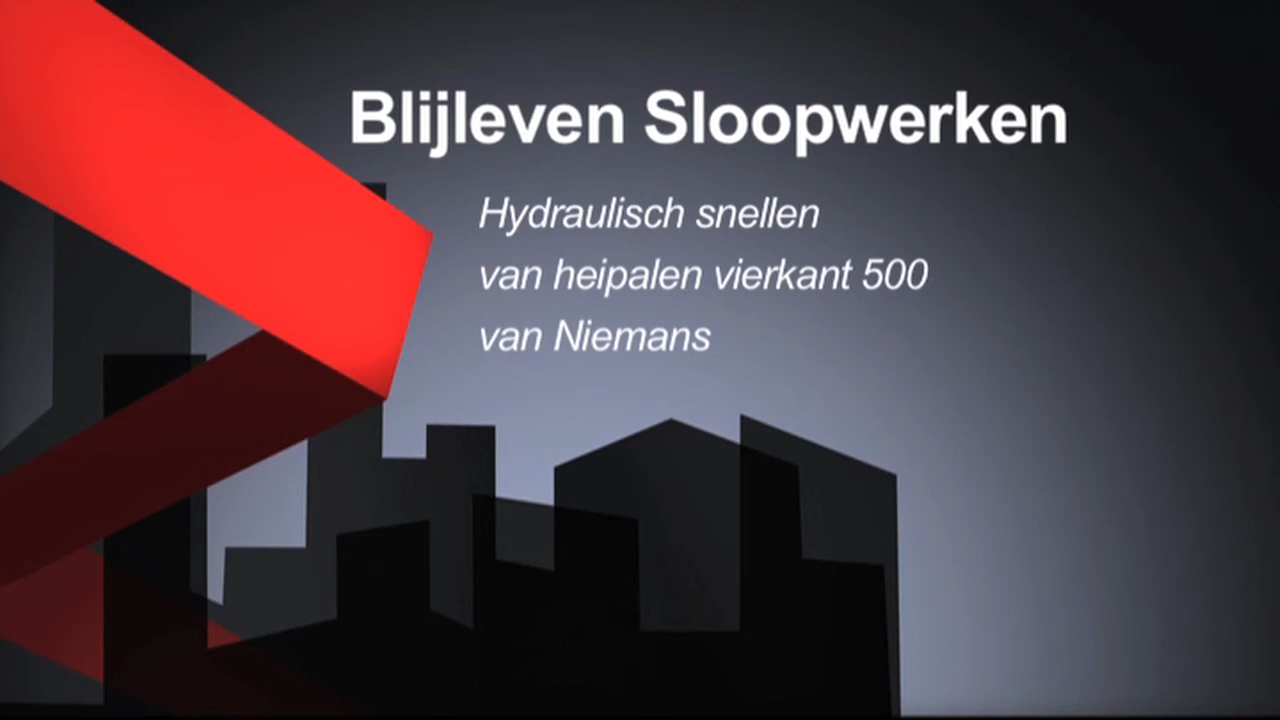 Blijleven Sloopwerken
Hydraulisch snellen
van heipalen vierkant 500
van Niemans